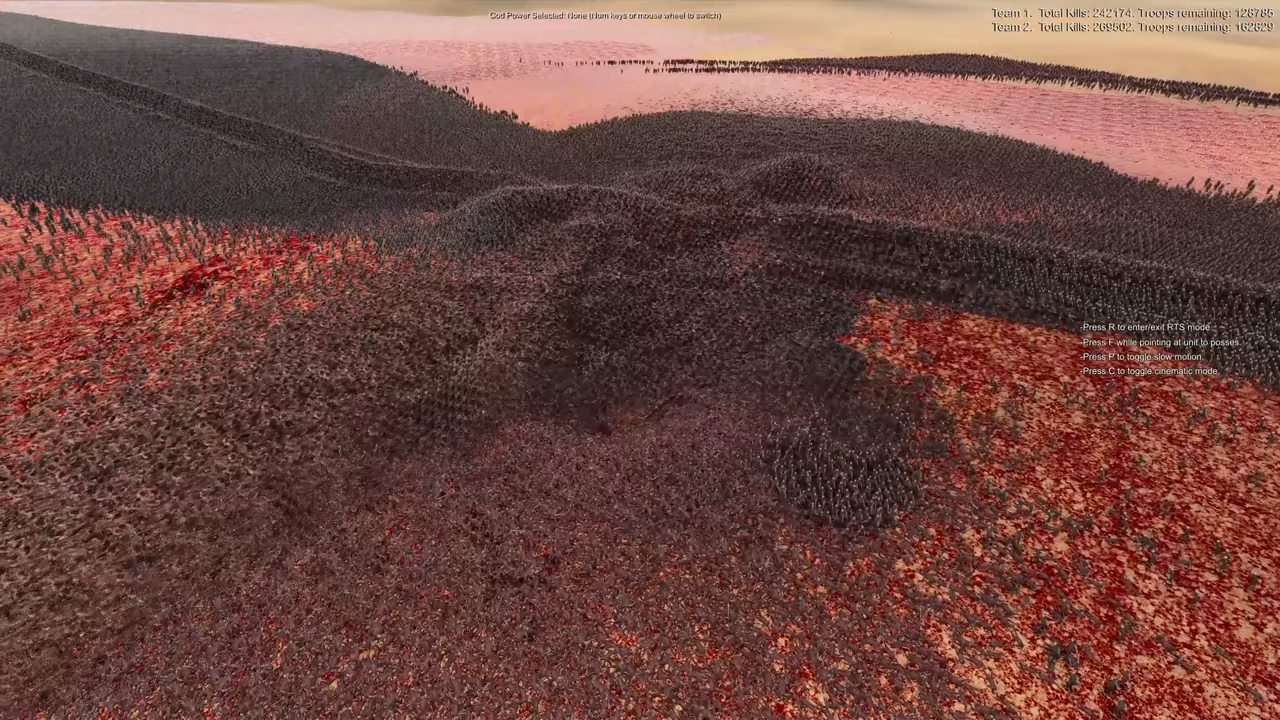 God Power Selected: None (Num keys or mouse wheel to switch)
Team 1. Total Kills: 242174. Troops remaining: 128785
Team 2. Total Kills: 269502. Troops remaining: 162629
-Press R to enter/exit RTS mode
-Press F while pointing at unit to posses.
-Press P to toggle slow motion.
-Press C to toggle cinematic mode.